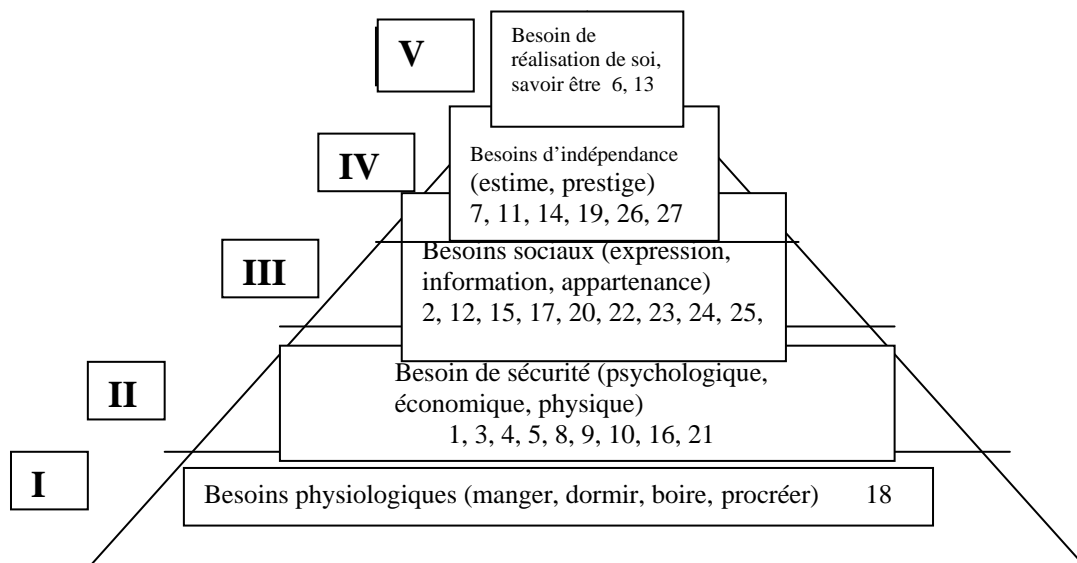 V
Besoin de
réalisation de soi,
savoir être 6, 13
IV
Besoins d’indépendance
(estime, prestige)
7, 11, 14, 19, 26, 27
III
Besoins sociaux (expression,
information, appartenance)
2, 12, 15, 17, 20, 22, 23, 24, 25,
II
Besoin de sécurité (psychologique,
économique, physique)
1, 3, 4, 5, 8, 9, 10, 16, 21
I
Besoins physiologiques (manger, dormir, boire, procréer) 18